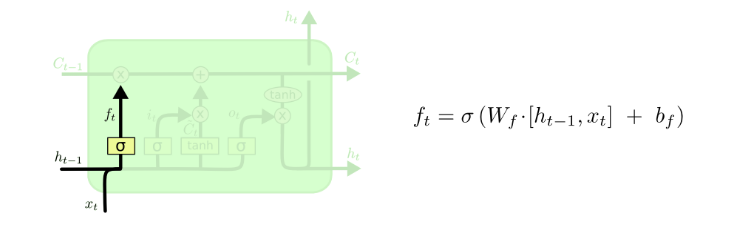 h_t
C_{t-1}
C_t
x
+
tanh
f_t
i_t
C̃_t
o_t
x
x
σ
σ
tanh
σ
h_{t-1}
h_t
x_t
f_t = σ (W_f · [h_{t-1}, x_t] + b_f)